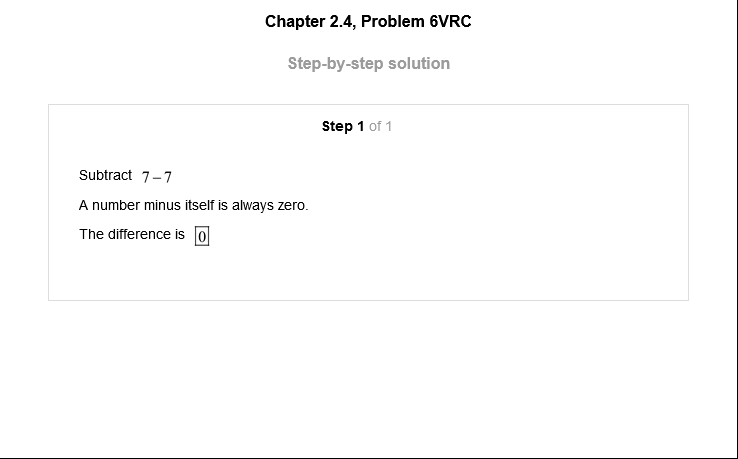 Chapter 2.4, Problem 6VRC
Step-by-step solution
Step 1 of 1
Subtract 7 – 7
A number minus itself is always zero.
The difference is 0